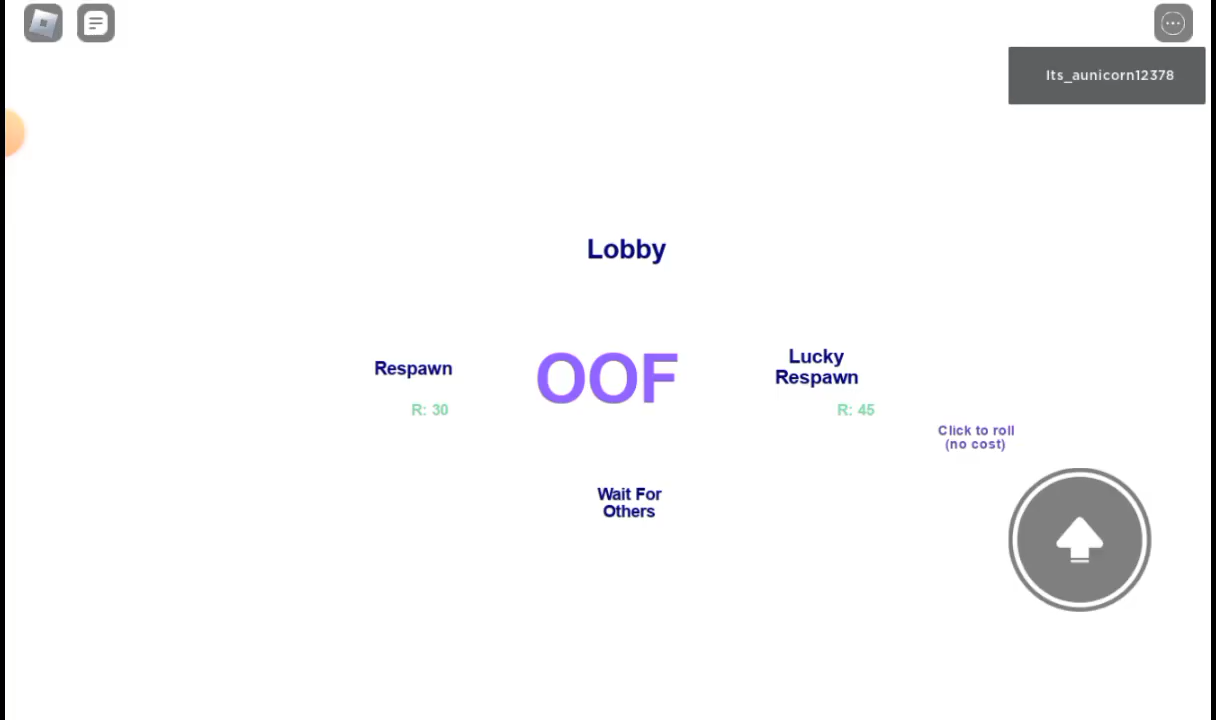 Its_aunicorn12378
Lobby
Respawn
OOF
Lucky
Respawn
R: 30
R: 45
Click to roll
(no cost)
Wait For
Others